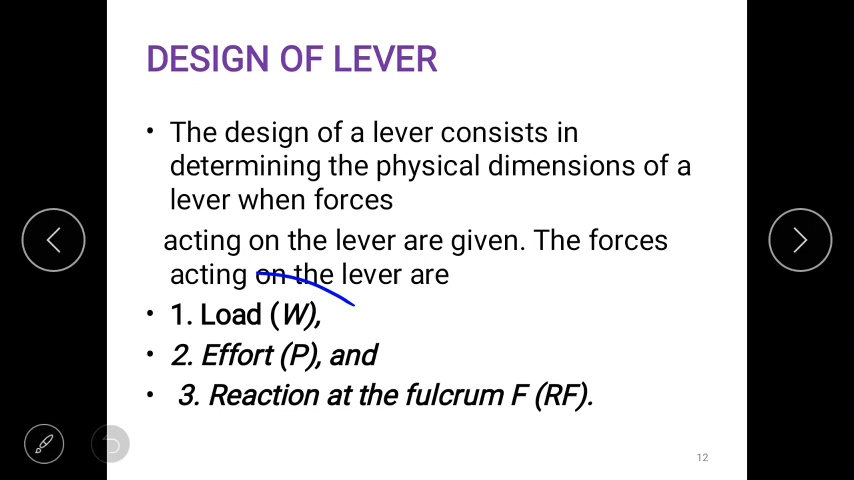 DESIGN OF LEVER
• The design of a lever consists in
determining the physical dimensions of a
lever when forces
acting on the lever are given. The forces
acting on the lever are
• 1. Load (W),
• 2. Effort (P), and
• 3. Reaction at the fulcrum F (RF).
12